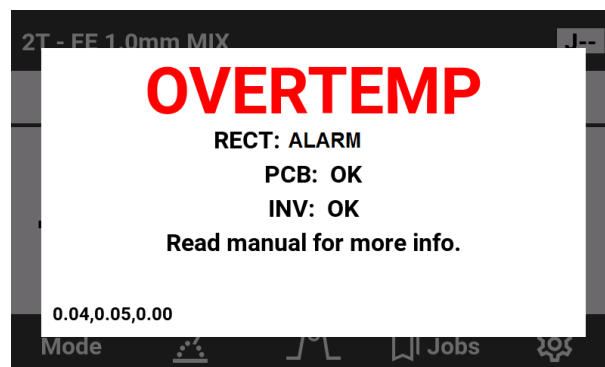 2T - FE 1.0mm MIX J--
OVERTEMP
RECT: ALARM
PCB: OK
INV: OK
Read manual for more info.
0.04,0.05,0.00
Mode Jobs